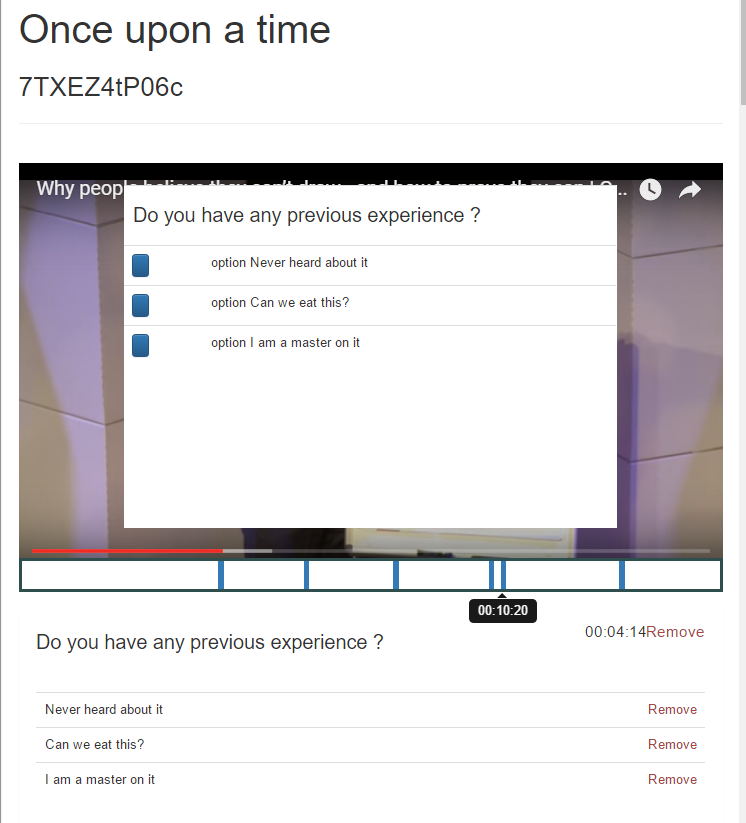 Once upon a time
7TXEZ4tP06c
Why people believe they can't draw - and how to prove they can | C...
Do you have any previous experience ?
option Never heard about it
option Can we eat this?
option I am a master on it
00:10:20
Do you have any previous experience ?
00:04:14Remove
Never heard about it
Remove
Can we eat this?
Remove
I am a master on it
Remove